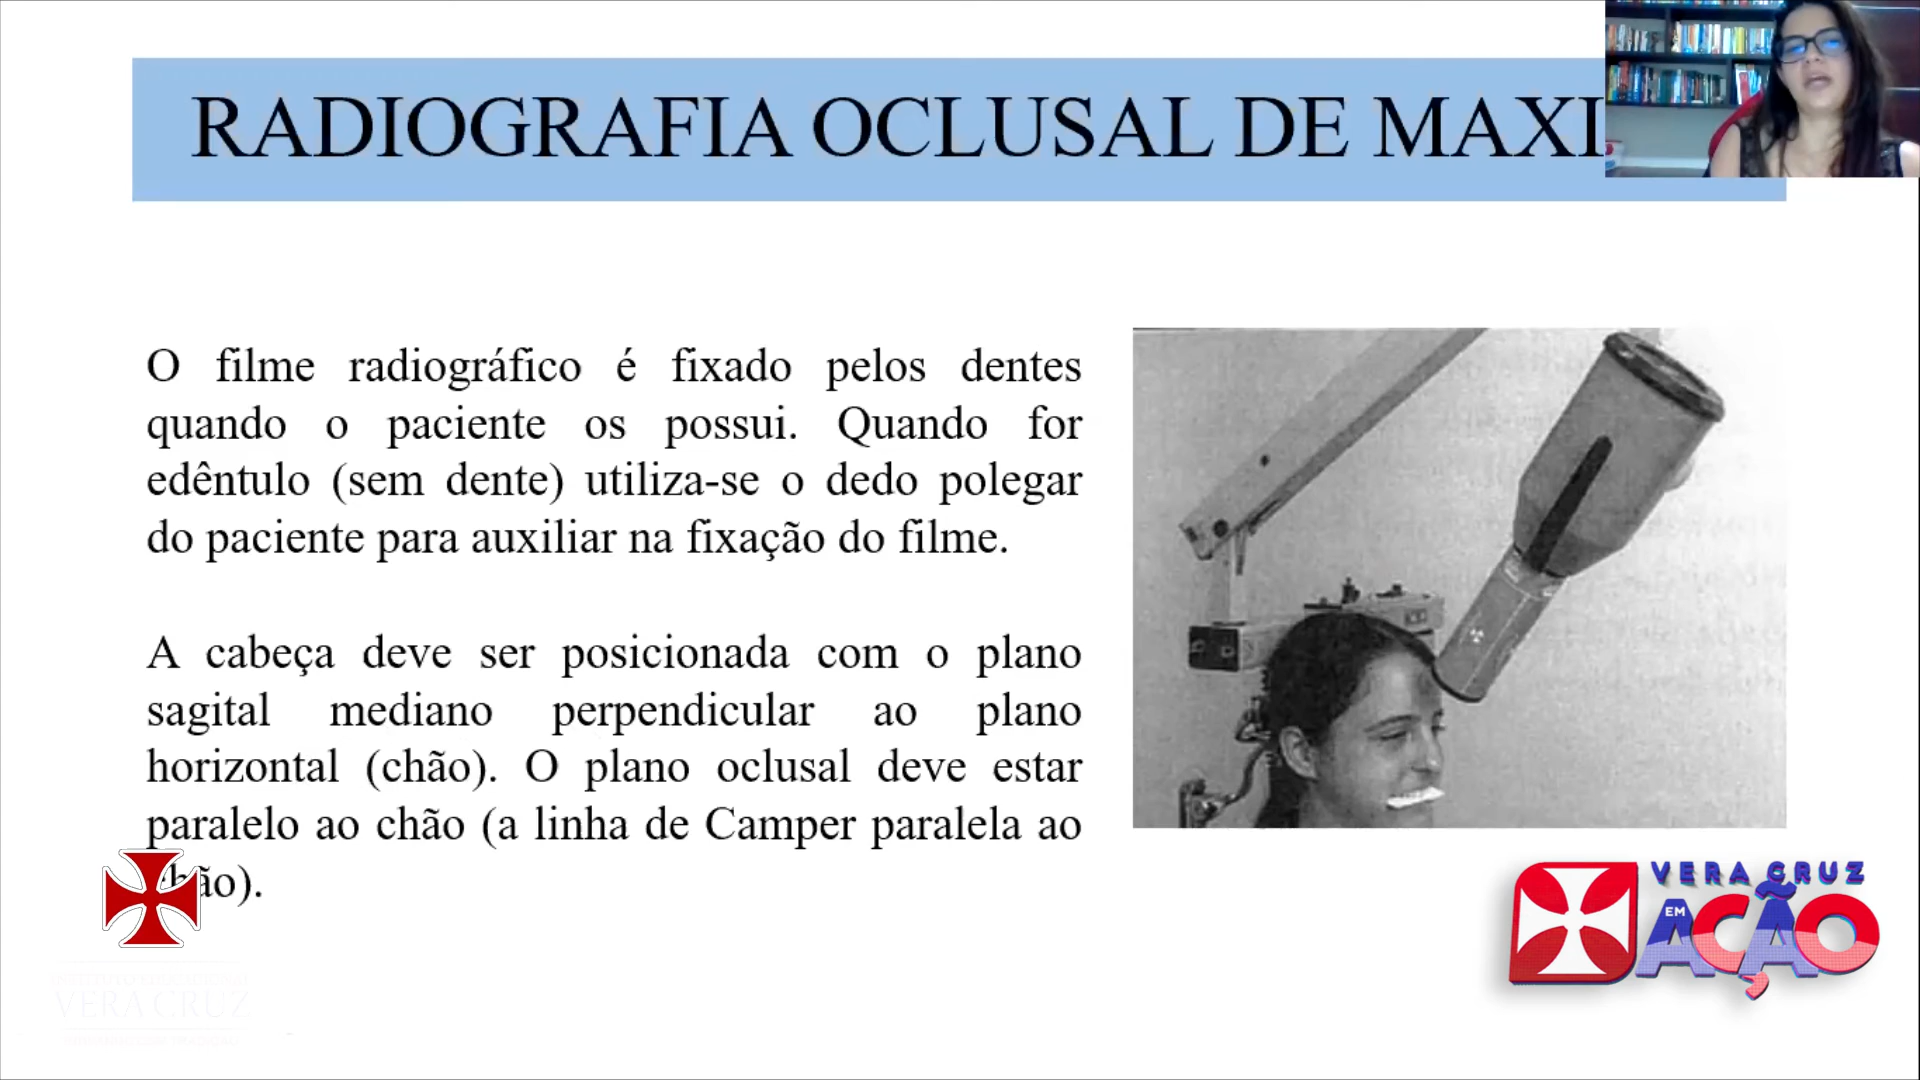 RADIOGRAFIA OCLUSAL DE MAXI
O filme radiográfico é fixado pelos dentes
quando o paciente os possui. Quando for
edêntulo (sem dente) utiliza-se o dedo polegar
do paciente para auxiliar na fixação do filme.
A cabeça deve ser posicionada com o plano
sagital mediano perpendicular ao plano
horizontal (chão). O plano oclusal deve estar
paralelo ao chão (a linha de Camper paralela ao
chão).
VERA CRUZ
EM
AÇÃO
VERA CRUZ